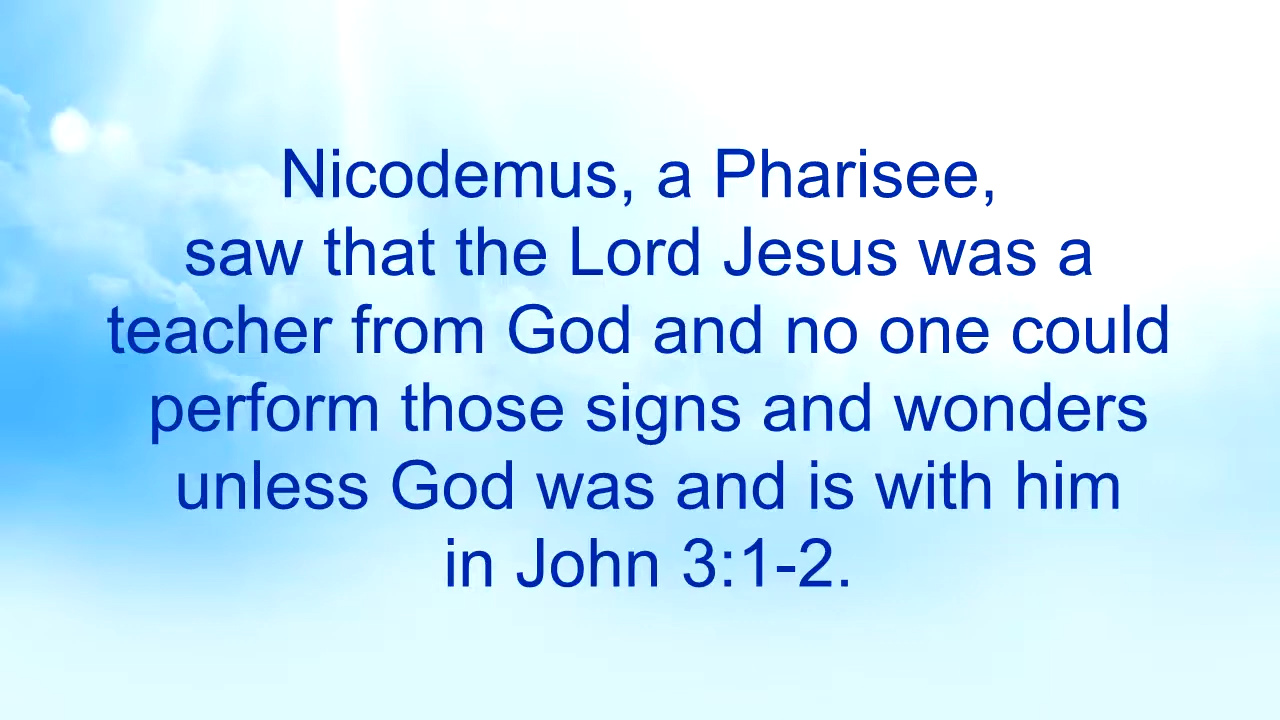 Nicodemus, a Pharisee,
saw that the Lord Jesus was a
teacher from God and no one could
perform those signs and wonders
unless God was and is with him
in John 3:1-2.